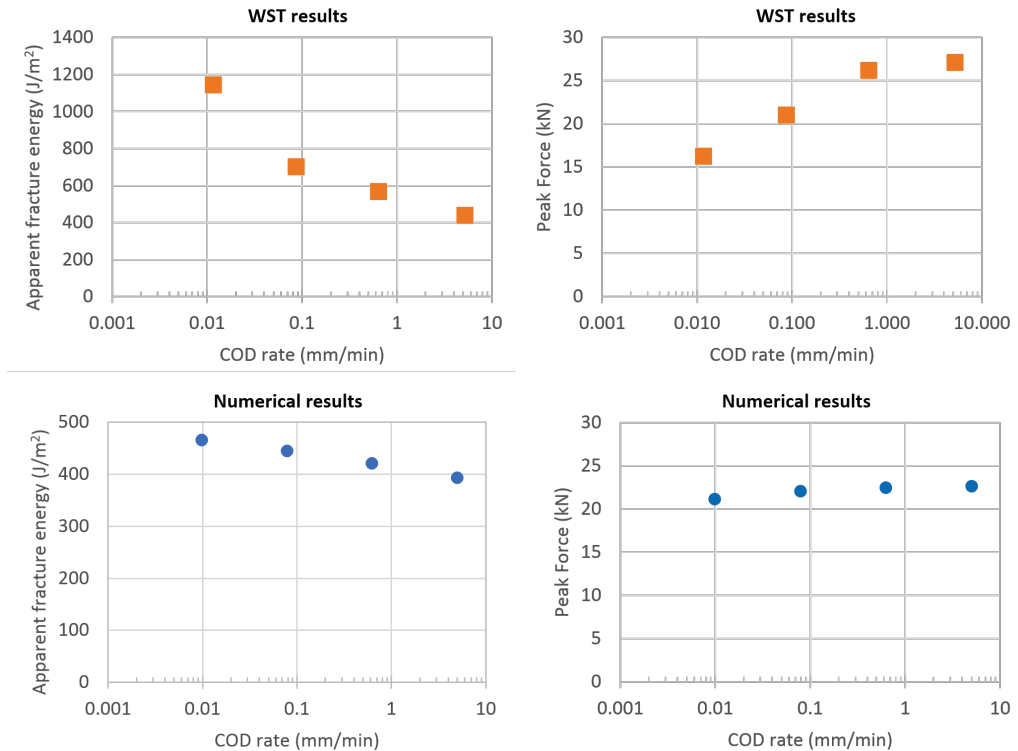 WST results
Apparent fracture energy (J/m²)
1400
1200
1000
800
600
400
200
0
0.001 0.01 0.1 1 10
COD rate (mm/min)
WST results
Peak Force (kN)
30
25
20
15
10
5
0
0.001 0.010 0.100 1.000 10.000
COD rate (mm/min)
Numerical results
Apparent fracture energy (J/m²)
500
400
300
200
100
0
0.001 0.01 0.1 1 10
COD rate (mm/min)
Numerical results
Peak Force (kN)
30
25
20
15
10
5
0
0.001 0.01 0.1 1 10
COD rate (mm/min)